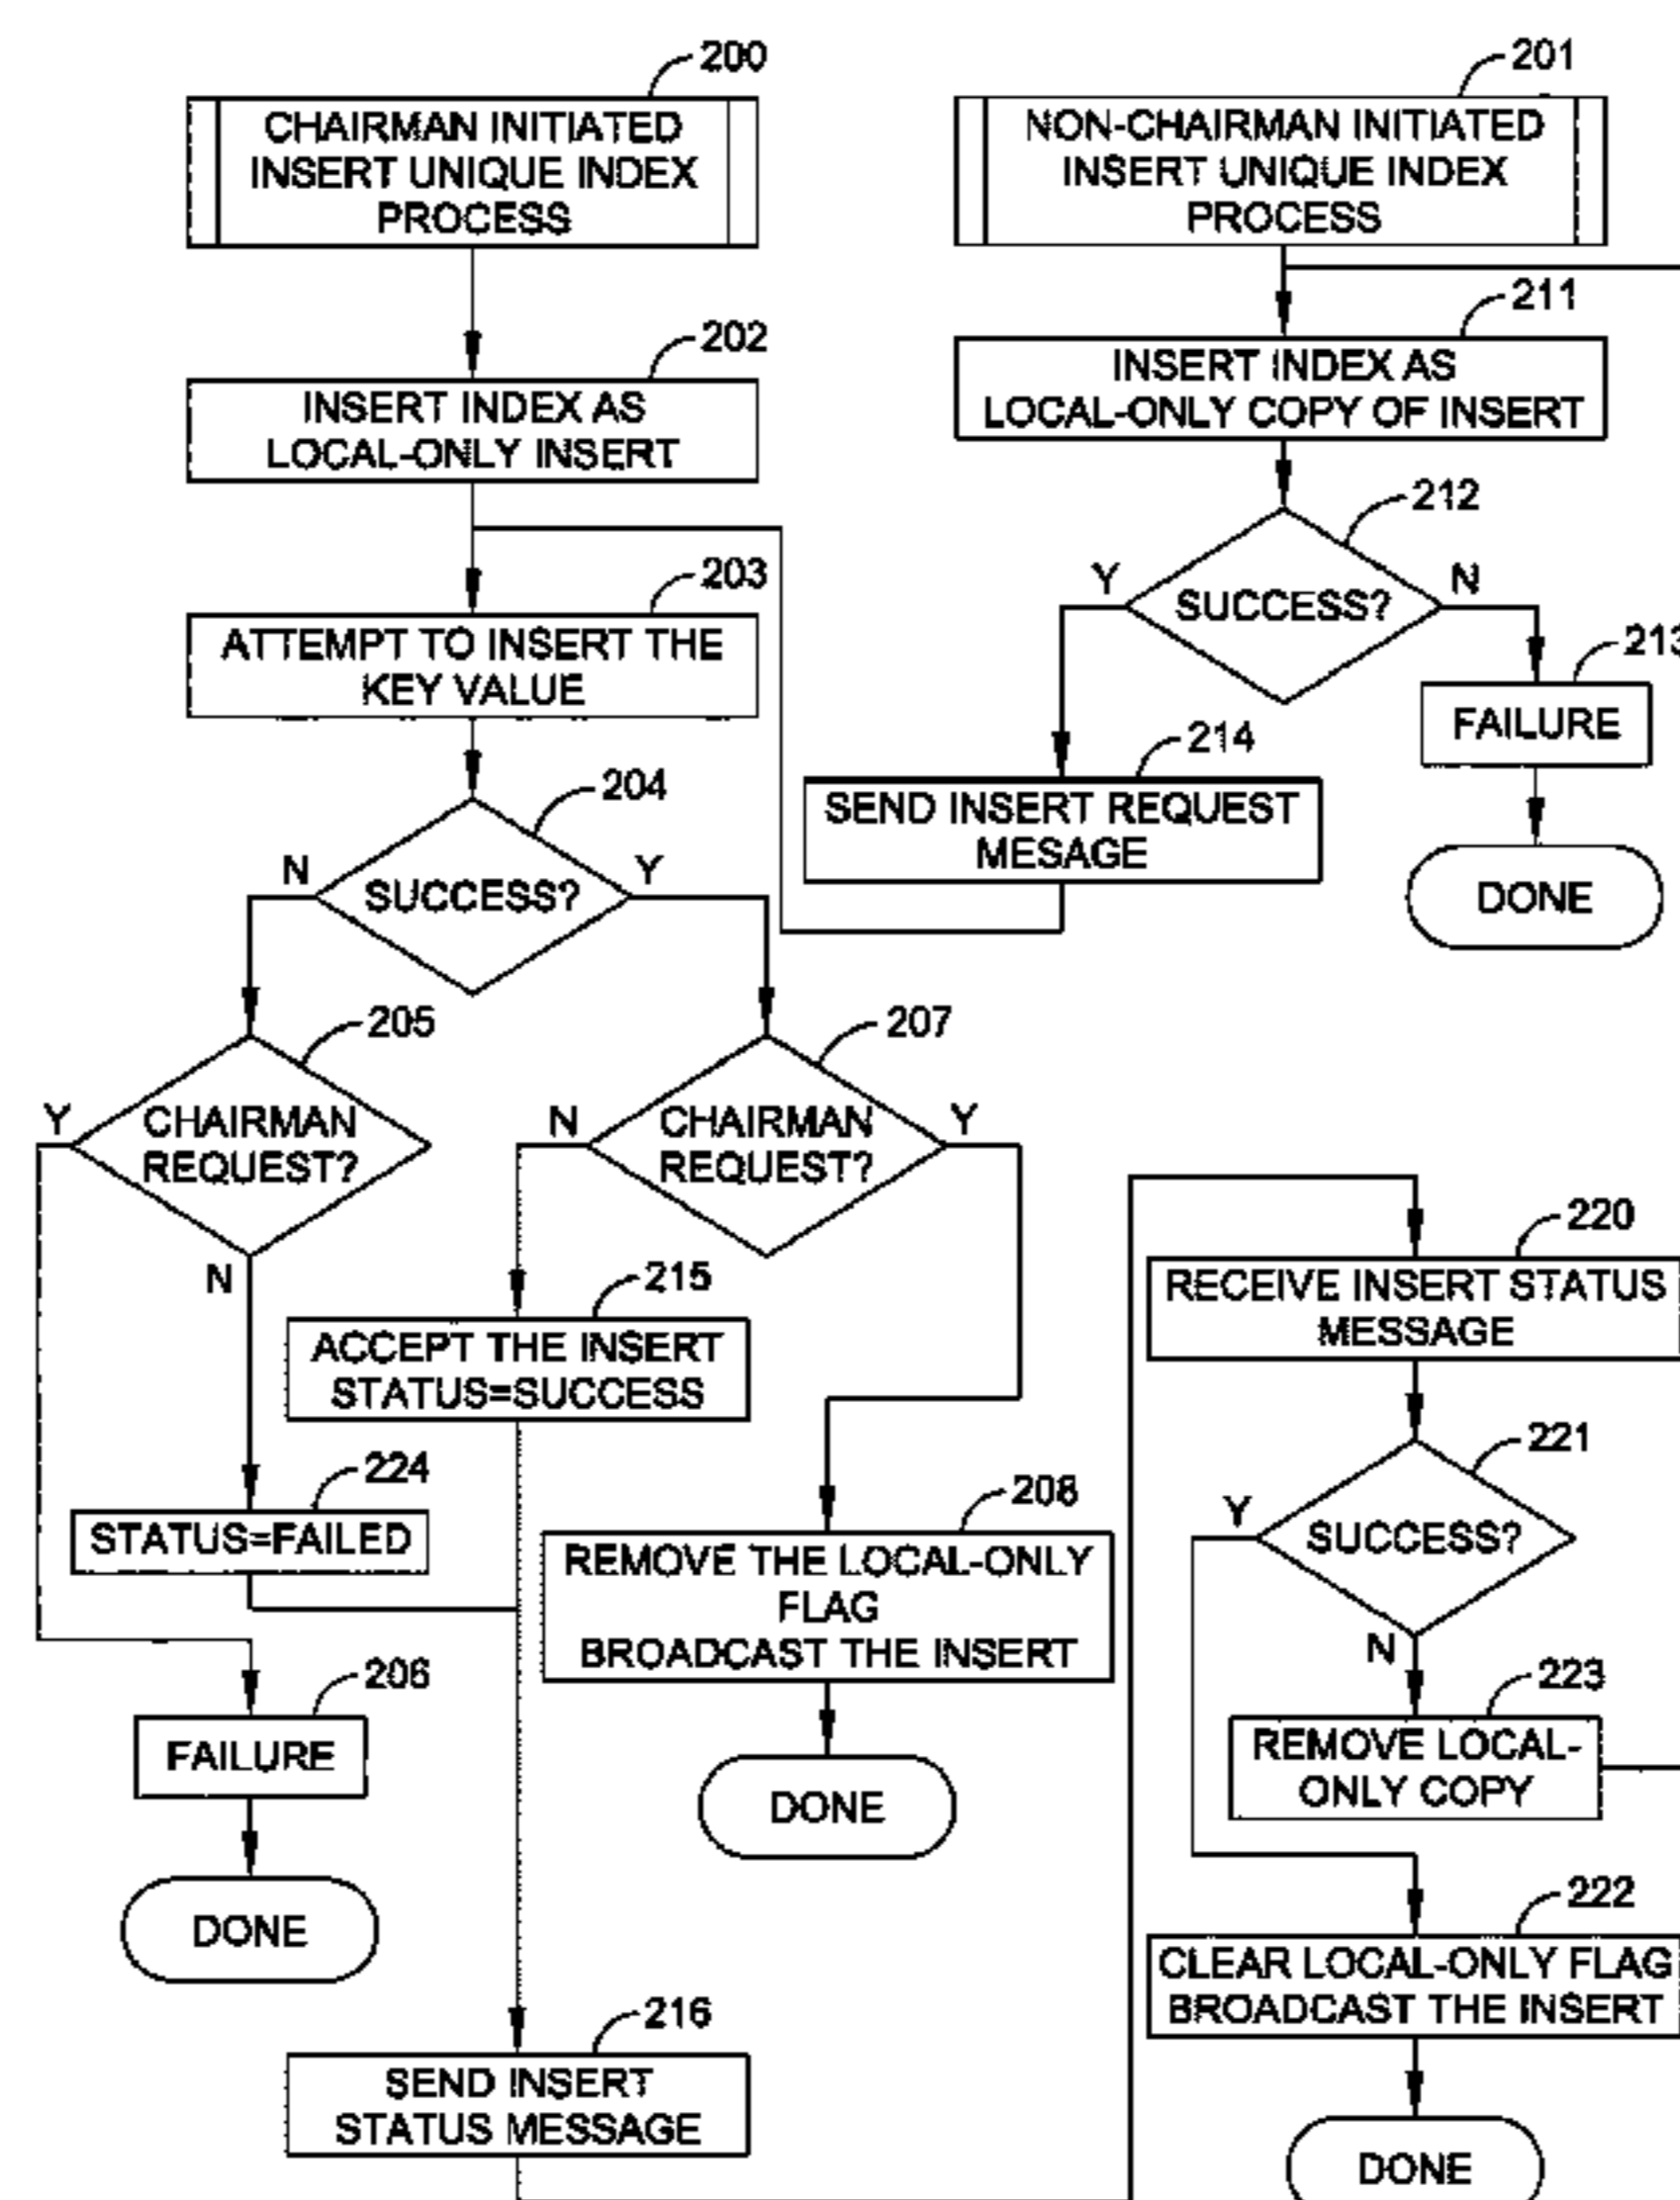 200
CHAIRMAN INITIATED
INSERT UNIQUE INDEX
PROCESS
201
NON-CHAIRMAN INITIATED
INSERT UNIQUE INDEX
PROCESS
202
INSERT INDEX AS
LOCAL-ONLY INSERT
211
INSERT INDEX AS
LOCAL-ONLY COPY OF INSERT
203
ATTEMPT TO INSERT THE
KEY VALUE
212
Y
SUCCESS?
N
213
FAILURE
DONE
214
SEND INSERT REQUEST
MESAGE
204
N
SUCCESS?
Y
205
Y
CHAIRMAN
REQUEST?
N
207
N
CHAIRMAN
REQUEST?
Y
215
ACCEPT THE INSERT
STATUS=SUCCESS
224
STATUS=FAILED
208
REMOVE THE LOCAL-ONLY
FLAG
BROADCAST THE INSERT
DONE
206
FAILURE
DONE
216
SEND INSERT
STATUS MESSAGE
220
RECEIVE INSERT STATUS
MESSAGE
221
Y
SUCCESS?
N
223
REMOVE LOCAL-
ONLY COPY
222
CLEAR LOCAL-ONLY FLAG
BROADCAST THE INSERT
DONE